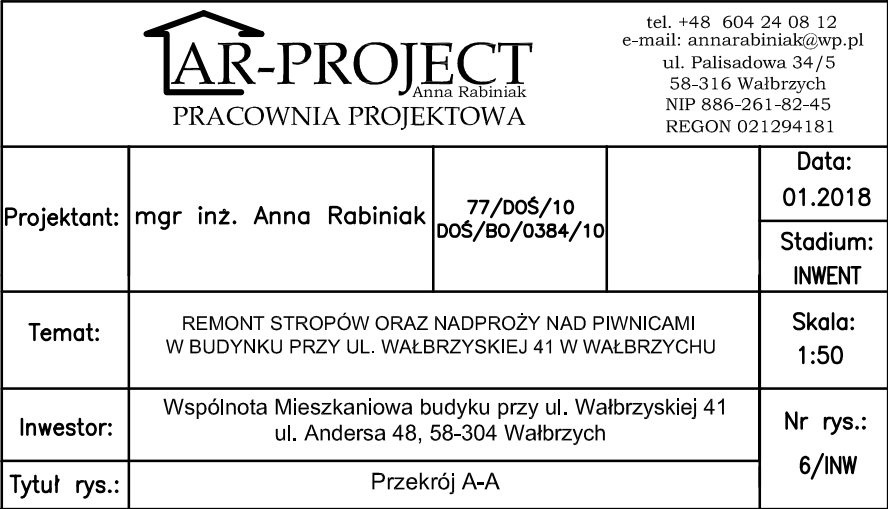 AR-PROJECT
Anna Rabiniak
PRACOWNIA PROJEKTOWA
tel. +48 604 24 08 12
e-mail: annarabiniak@wp.pl
ul. Palisadowa 34/5
58-316 Wałbrzych
NIP 886-261-82-45
REGON 021294181
Projektant:
mgr inż. Anna Rabiniak
77/DOŚ/10
DOŚ/BO/0384/10
Data:
01.2018
Stadium:
INWENT
Temat:
REMONT STROPÓW ORAZ NADPROŻY NAD PIWNICAMI
W BUDYNKU PRZY UL. WAŁBRZYSKIEJ 41 W WAŁBRZYCHU
Skala:
1:50
Inwestor:
Wspólnota Mieszkaniowa budyku przy ul. Wałbrzyskiej 41
ul. Andersa 48, 58-304 Wałbrzych
Nr rys.:
6/INW
Tytuł rys.:
Przekrój A-A